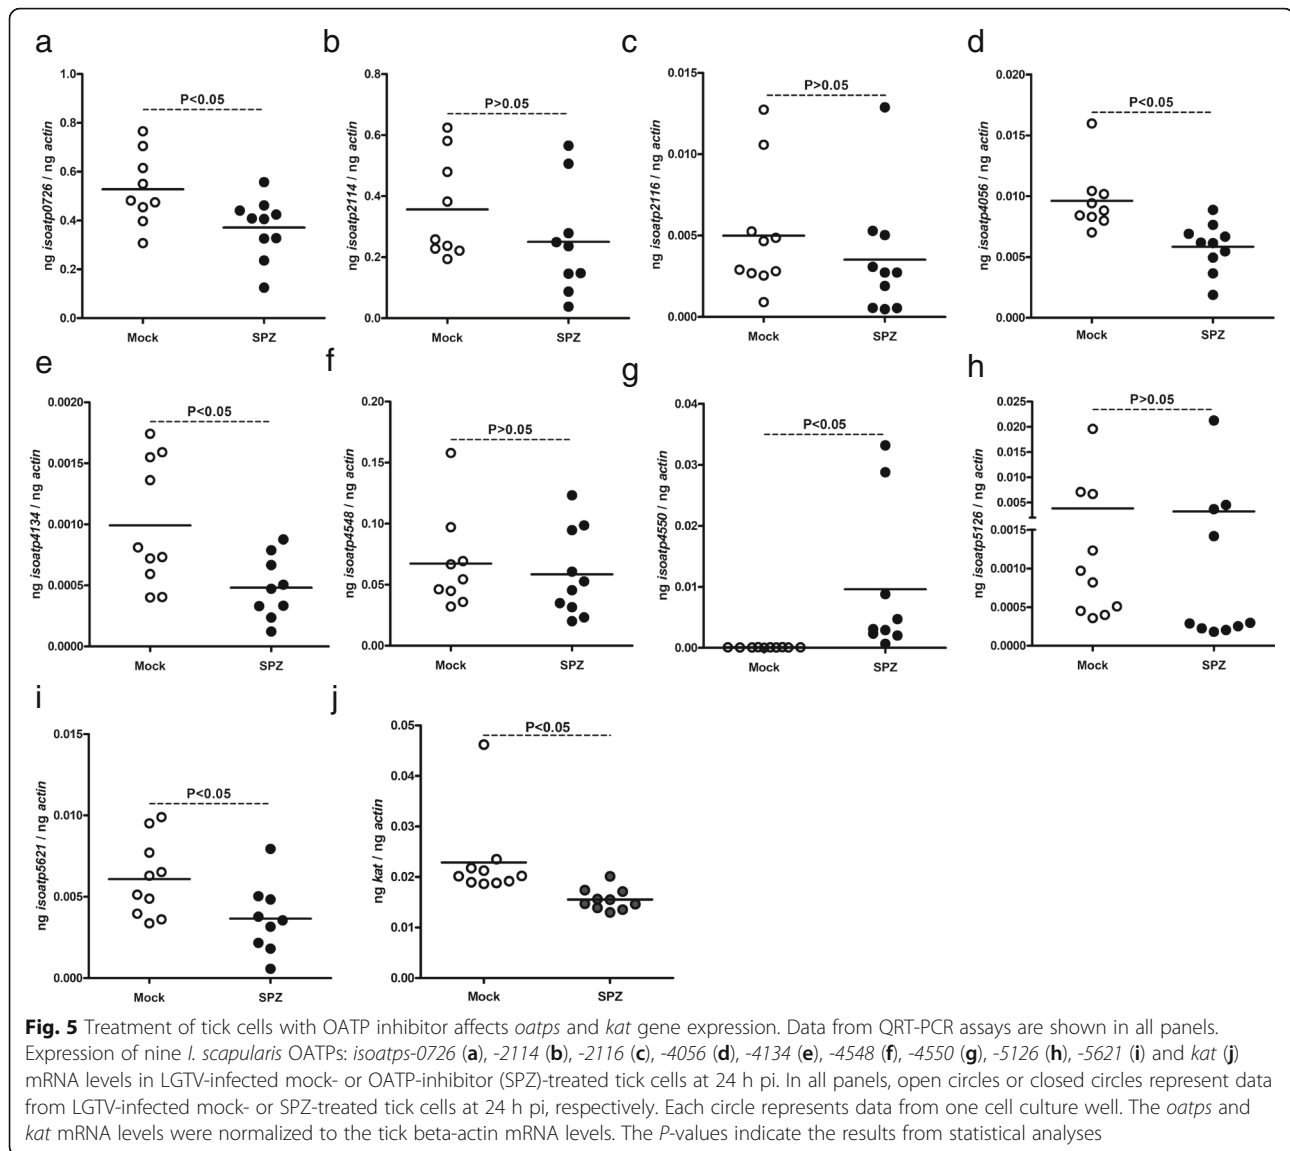 a
ng isoatp0726 / ng actin
1.0
0.8
0.6
0.4
0.2
0.0
P<0.05
Mock
SPZ
b
ng isoatp2114 / ng actin
0.8
0.6
0.4
0.2
0.0
P>0.05
Mock
SPZ
c
ng isoatp2116 / ng actin
0.015
0.010
0.005
0.000
P>0.05
Mock
SPZ
d
ng isoatp4056 / ng actin
0.020
0.015
0.010
0.005
0.000
P<0.05
Mock
SPZ
e
ng isoatp4134 / ng actin
0.0020
0.0015
0.0010
0.0005
0.0000
P<0.05
Mock
SPZ
f
ng isoatp4548 / ng actin
0.20
0.15
0.10
0.05
0.00
P>0.05
Mock
SPZ
g
ng isoatp4550 / ng actin
0.04
0.03
0.02
0.01
0.00
P<0.05
Mock
SPZ
h
ng isoatp5126 / ng actin
0.025
0.020
0.015
0.010
0.005
0.0015
0.0010
0.0005
0.0000
P>0.05
Mock
SPZ
i
ng isoatp5621 / ng actin
0.015
0.010
0.005
0.000
P<0.05
Mock
SPZ
j
ng kat / ng actin
0.05
0.04
0.03
0.02
0.01
0.00
P<0.05
Mock
SPZ
Fig. 5 Treatment of tick cells with OATP inhibitor affects oatps and kat gene expression. Data from QRT-PCR assays are shown in all panels.
Expression of nine I. scapularis OATPs: isoatps-0726 (a), -2114 (b), -2116 (c), -4056 (d), -4134 (e), -4548 (f), -4550 (g), -5126 (h), -5621 (i) and kat (j)
mRNA levels in LGTV-infected mock- or OATP-inhibitor (SPZ)-treated tick cells at 24 h pi. In all panels, open circles or closed circles represent data
from LGTV-infected mock- or SPZ-treated tick cells at 24 h pi, respectively. Each circle represents data from one cell culture well. The oatps and
kat mRNA levels were normalized to the tick beta-actin mRNA levels. The P-values indicate the results from statistical analyses